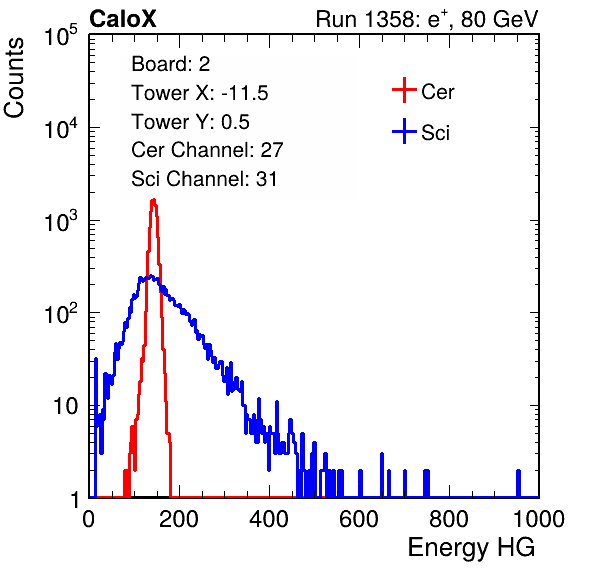 CaloX Run 1358: e⁺, 80 GeV
Counts
Board: 2
Tower X: -11.5
Tower Y: 0.5
Cer Channel: 27
Sci Channel: 31
Cer
Sci
10⁵
10⁴
10³
10²
10
1
0 200 400 600 800 1000
Energy HG